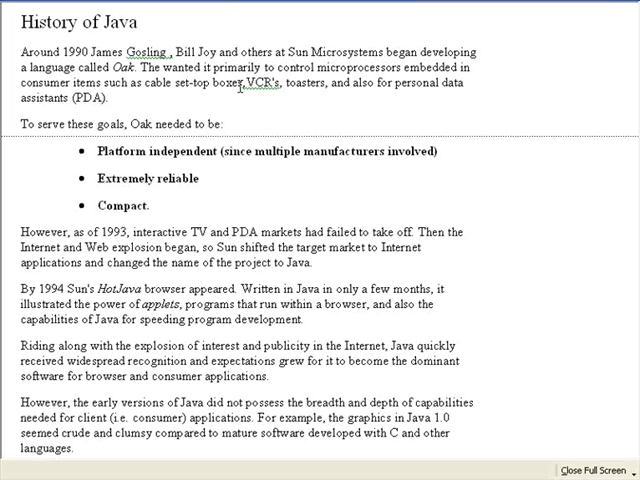 History of Java
Around 1990 James Gosling , Bill Joy and others at Sun Microsystems began developing
a language called Oak. The wanted it primarily to control microprocessors embedded in
consumer items such as cable set-top boxes,VCR's, toasters, and also for personal data
assistants (PDA).
To serve these goals, Oak needed to be:
• Platform independent (since multiple manufacturers involved)
• Extremely reliable
• Compact.
However, as of 1993, interactive TV and PDA markets had failed to take off. Then the
Internet and Web explosion began, so Sun shifted the target market to Internet
applications and changed the name of the project to Java.
By 1994 Sun's HotJava browser appeared. Written in Java in only a few months, it
illustrated the power of applets, programs that run within a browser, and also the
capabilities of Java for speeding program development.
Riding along with the explosion of interest and publicity in the Internet, Java quickly
received widespread recognition and expectations grew for it to become the dominant
software for browser and consumer applications.
However, the early versions of Java did not possess the breadth and depth of capabilities
needed for client (i.e. consumer) applications. For example, the graphics in Java 1.0
seemed crude and clumsy compared to mature software developed with C and other
languages.
Close Full Screen